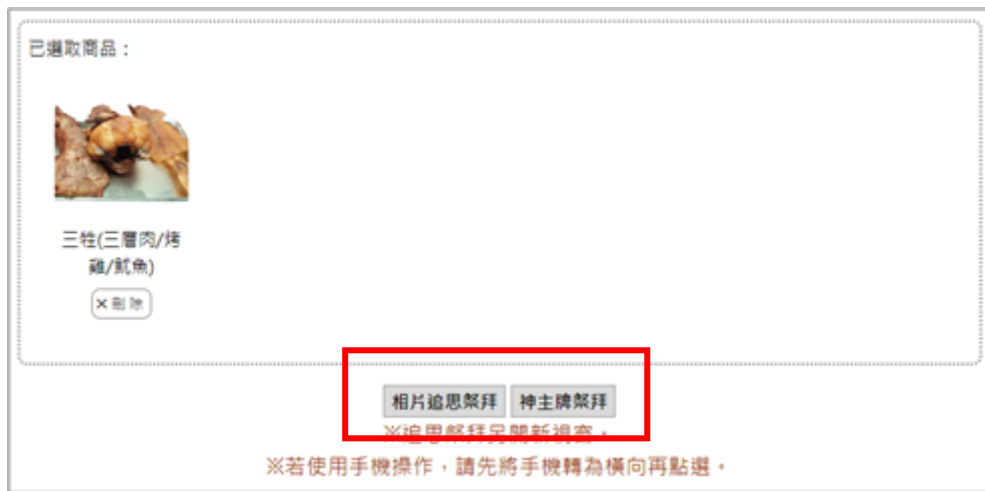 已選取商品：
三牲(三層肉/烤
雞/魷魚)
×刪除
相片追思祭拜 神主牌祭拜
※追思祭拜另開新視窗。
※若使用手機操作，請先將手機轉為橫向再點選。